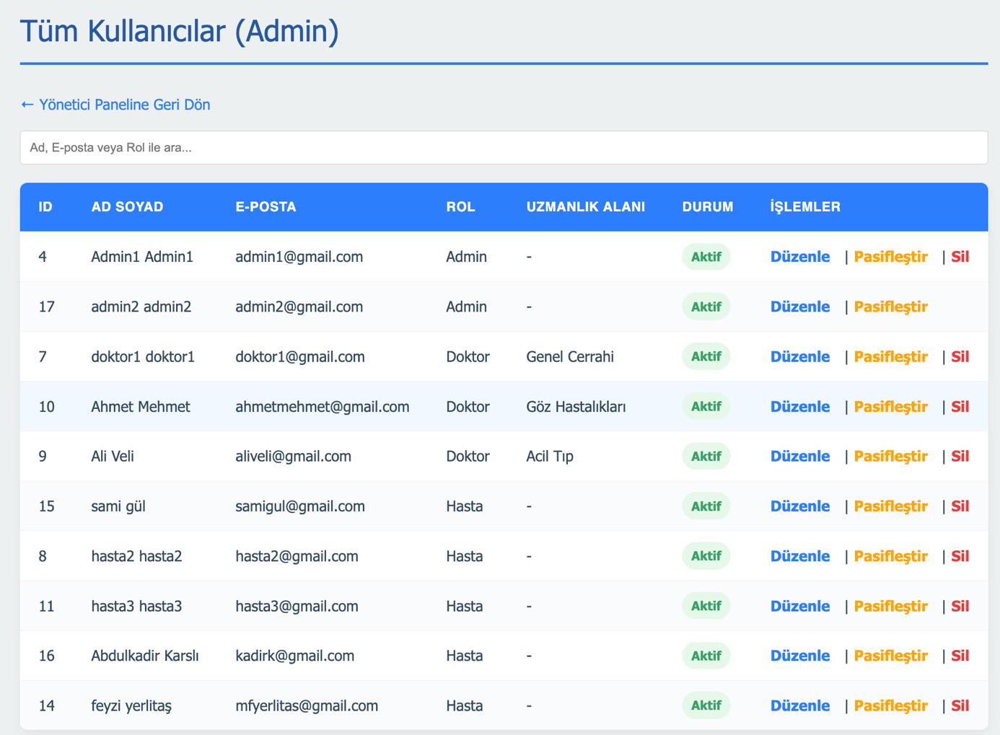 Tüm Kullanıcılar (Admin)
← Yönetici Paneline Geri Dön
Ad, E-posta veya Rol ile ara...
ID AD SOYAD E-POSTA ROL UZMANLIK ALANI DURUM İŞLEMLER
4 Admin1 Admin1 admin1@gmail.com Admin - Aktif Düzenle | Pasifleştir | Sil
17 admin2 admin2 admin2@gmail.com Admin - Aktif Düzenle | Pasifleştir
7 doktor1 doktor1 doktor1@gmail.com Doktor Genel Cerrahi Aktif Düzenle | Pasifleştir | Sil
10 Ahmet Mehmet ahmetmehmet@gmail.com Doktor Göz Hastalıkları Aktif Düzenle | Pasifleştir | Sil
9 Ali Veli aliveli@gmail.com Doktor Acil Tıp Aktif Düzenle | Pasifleştir | Sil
15 sami gül samigul@gmail.com Hasta - Aktif Düzenle | Pasifleştir | Sil
8 hasta2 hasta2 hasta2@gmail.com Hasta - Aktif Düzenle | Pasifleştir | Sil
11 hasta3 hasta3 hasta3@gmail.com Hasta - Aktif Düzenle | Pasifleştir | Sil
16 Abdulkadir Karslı kadirk@gmail.com Hasta - Aktif Düzenle | Pasifleştir | Sil
14 feyzi yerlitaş mfyerlitas@gmail.com Hasta - Aktif Düzenle | Pasifleştir | Sil